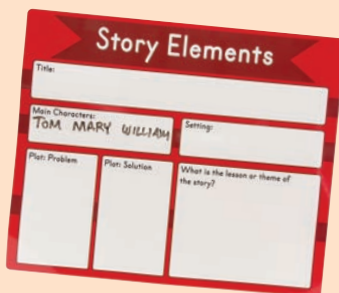 Story Elements
Title:
Main Characters:
TOM MARY WILLIAM
Setting:
Plot: Problem
Plot: Solution
What is the lesson or theme of
the story?